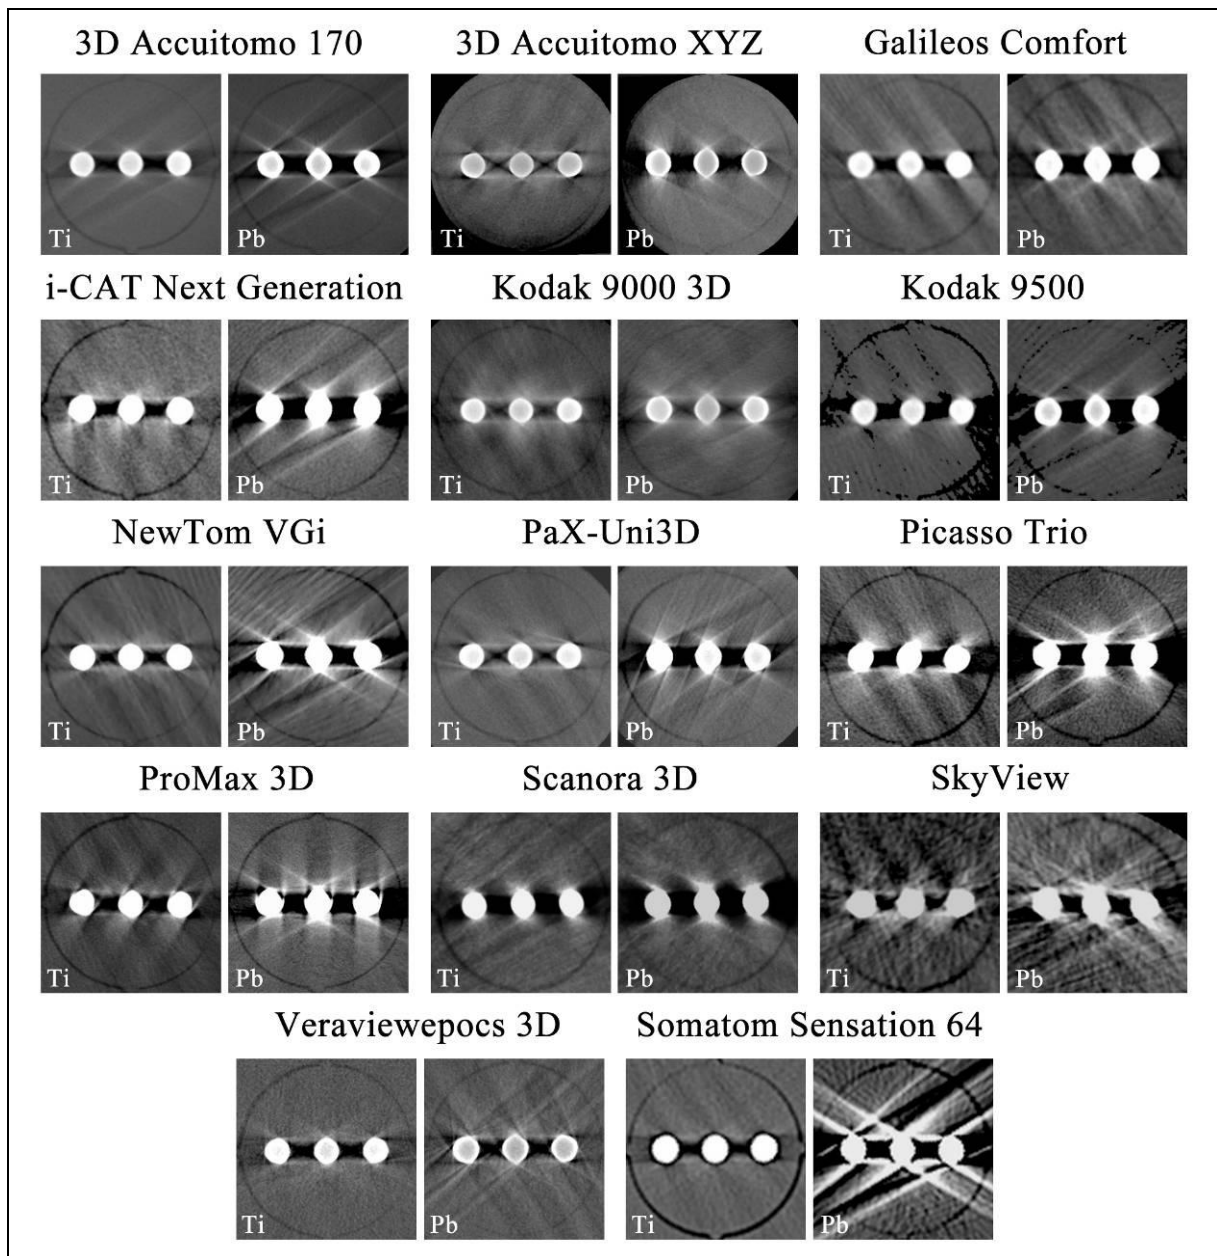 3D Accuitomo 170 3D Accuitomo XYZ Galileos Comfort
Ti Pb Ti Pb Ti Pb
i-CAT Next Generation Kodak 9000 3D Kodak 9500
Ti Pb Ti Pb Ti Pb
NewTom VGi PaX-Uni3D Picasso Trio
Ti Pb Ti Pb Ti Pb
ProMax 3D Scanora 3D SkyView
Ti Pb Ti Pb Ti Pb
Veraviewepocs 3D Somatom Sensation 64
Ti Pb Ti Pb